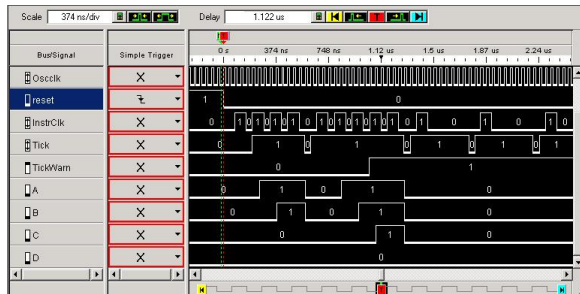 Scale 374 ns/div Delay 1.122 us T
Bus/Signal Simple Trigger 0 s 374 ns 748 ns 1.12 us 1.5 us 1.87 us 2.24 us
Oscclk X
reset 1 0
InstrClk X 0 1 0 1 0 1 0 1 0 1 0 1 0 1 0 1 0 1 0 1 0 1 0
Tick X 0 1 0 1 0 1 0 1 0 1
TickWarn X 0 1
A X 0 1 0 1 0
B X 0 1 0 1 0
C X 0 1 0
D X 0